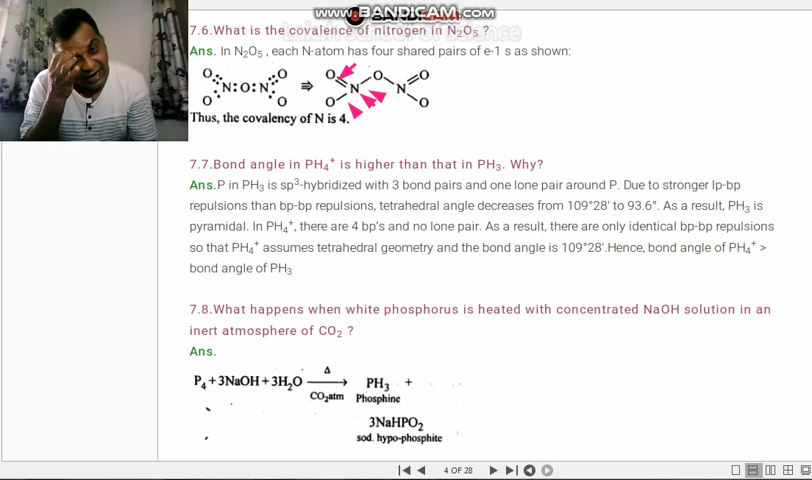 www.BANDICAM.com
7.6.What is the covalence of nitrogen in N₂O₅ ?
Ans. In N₂O₅ , each N-atom has four shared pairs of e-1 s as shown:
O O O O O
N:O:N ⇒ N N
O O O O
Thus, the covalency of N is 4.
7.7.Bond angle in PH₄⁺ is higher than that in PH₃. Why?
Ans.P in PH₃ is sp³-hybridized with 3 bond pairs and one lone pair around P. Due to stronger lp-bp
repulsions than bp-bp repulsions, tetrahedral angle decreases from 109°28' to 93.6°. As a result, PH₃ is
pyramidal. In PH₄⁺, there are 4 bp's and no lone pair. As a result, there are only identical bp-bp repulsions
so that PH₄⁺ assumes tetrahedral geometry and the bond angle is 109°28'.Hence, bond angle of PH₄⁺ >
bond angle of PH₃
7.8.What happens when white phosphorus is heated with concentrated NaOH solution in an
inert atmosphere of CO₂ ?
Ans.
Δ
P₄ + 3NaOH + 3H₂O ⟶ PH₃ +
CO₂atm Phosphine
3NaHPO₂
sod. hypo-phosphite
4 OF 28